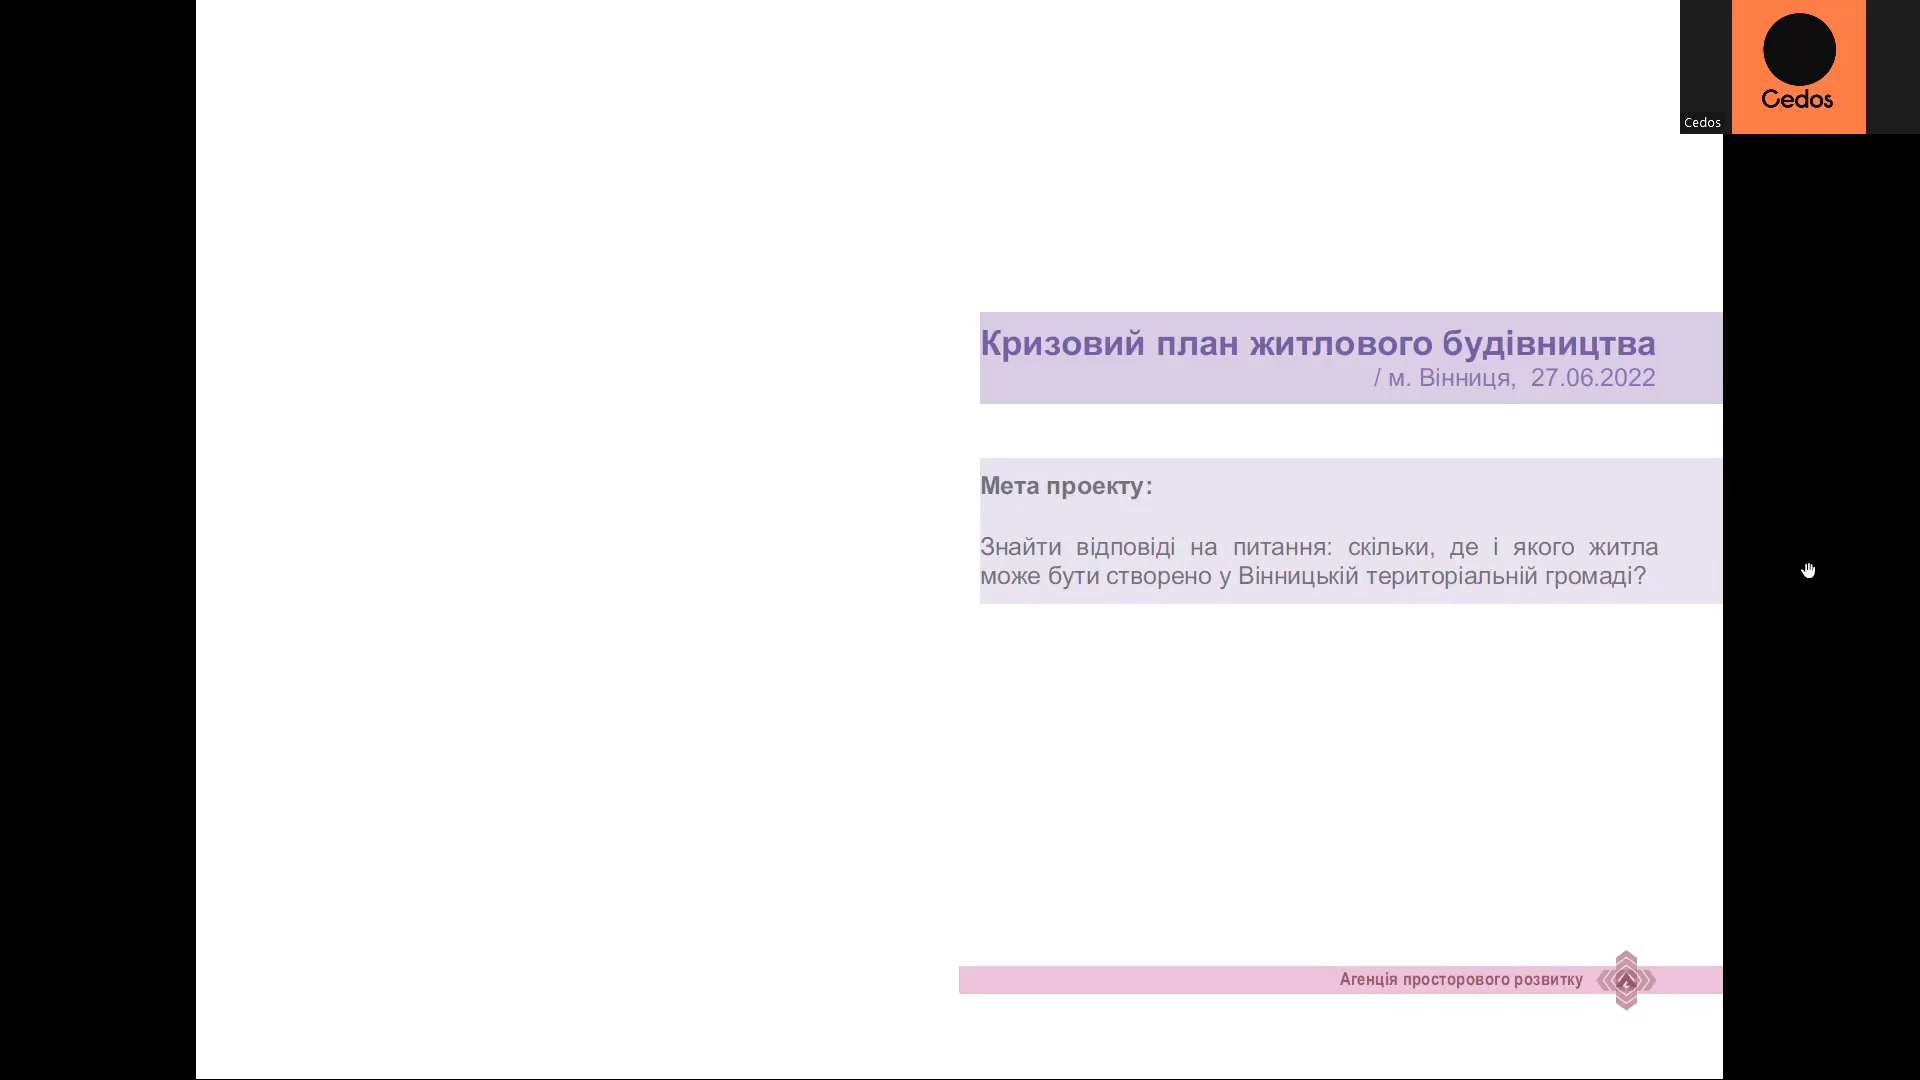 Cedos
Cedos
Кризовий план житлового будівництва
/ м. Вінниця, 27.06.2022
Мета проекту:
Знайти відповіді на питання: скільки, де і якого житла
може бути створено у Вінницькій територіальній громаді?
Агенція просторового розвитку